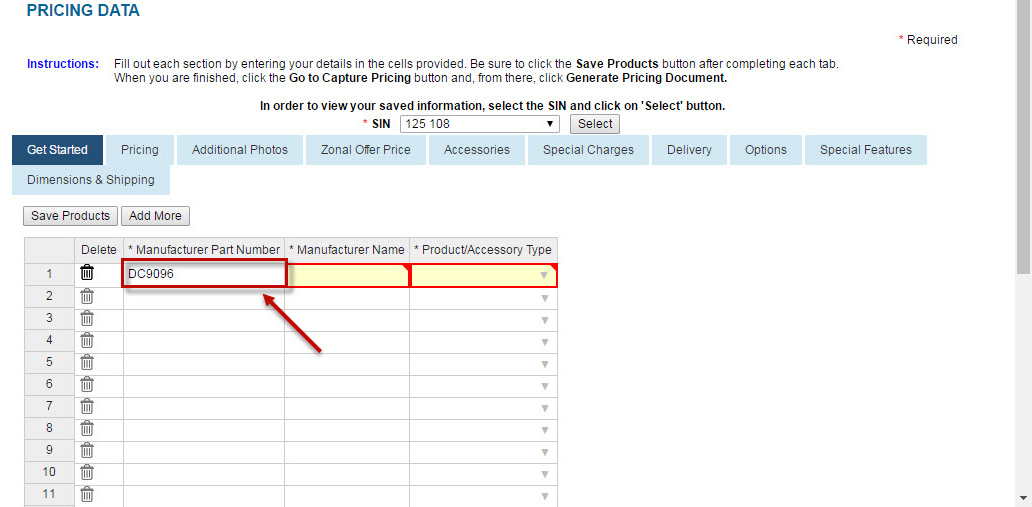 PRICING DATA
* Required
Instructions: Fill out each section by entering your details in the cells provided. Be sure to click the Save Products button after completing each tab.
When you are finished, click the Go to Capture Pricing button and, from there, click Generate Pricing Document.
In order to view your saved information, select the SIN and click on 'Select' button.
* SIN 125 108 Select
Get Started Pricing Additional Photos Zonal Offer Price Accessories Special Charges Delivery Options Special Features
Dimensions & Shipping
Save Products Add More
Delete * Manufacturer Part Number * Manufacturer Name * Product/Accessory Type
1 DC9096
2
3
4
5
6
7
8
9
10
11